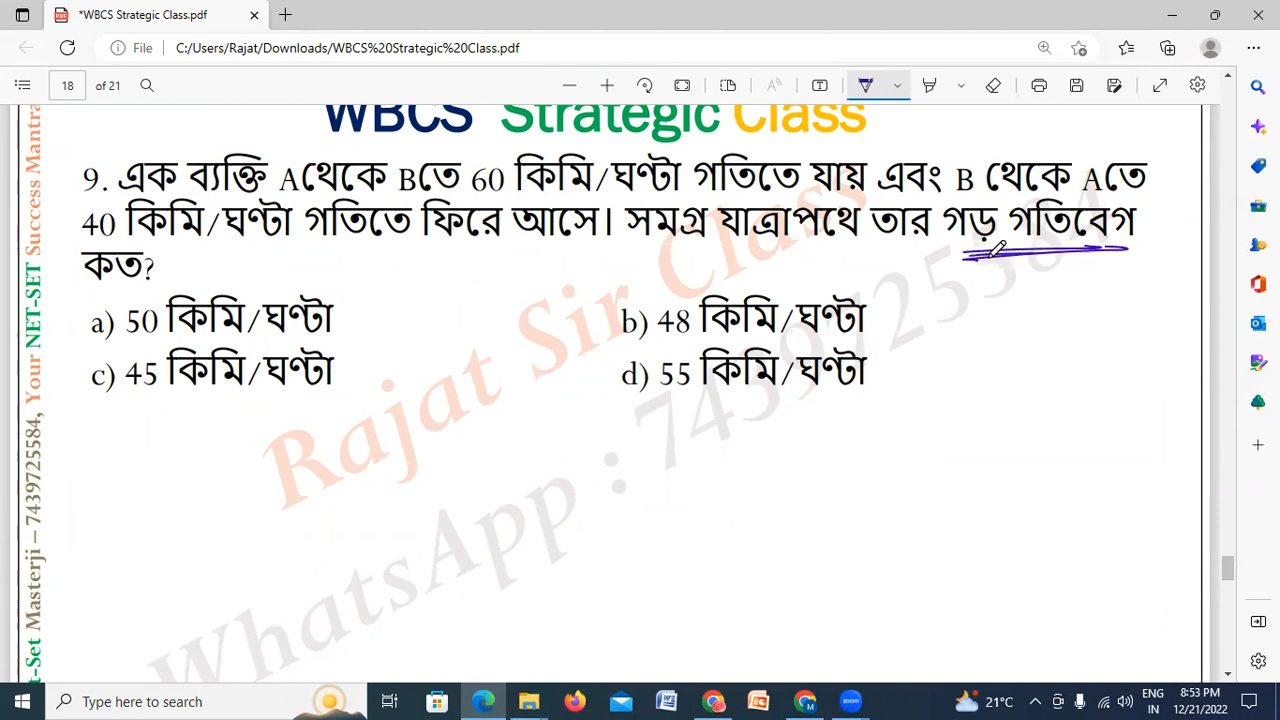 *WBCS Strategic Class.pdf
File C:/Users/Rajat/Downloads/WBCS%20Strategic%20Class.pdf
18 of 21
WBCS Strategic Class
9. এক ব্যক্তি Aথেকে Bতে 60 কিমি/ঘণ্টা গতিতে যায় এবং B থেকে Aতে
40 কিমি/ঘণ্টা গতিতে ফিরে আসে। সমগ্র যাত্রাপথে তার গড় গতিবেগ
কত?
a) 50 কিমি/ঘণ্টা b) 48 কিমি/ঘণ্টা
c) 45 কিমি/ঘণ্টা d) 55 কিমি/ঘণ্টা
Rajat Sir Class
WhatsApp : 7439725584
t-Set Masterji – 7439725584, Your NET-SET Success Mantra
Type here to search
21°C
ENG
IN
8:53 PM
12/21/2022